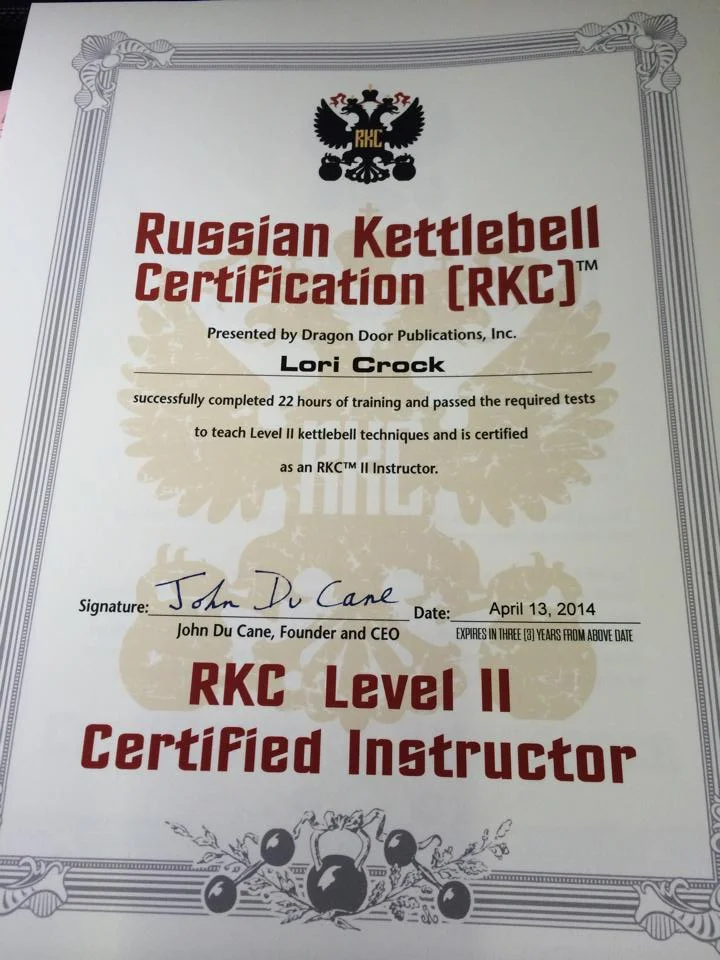 RKC
Russian Kettlebell
Certification (RKC)™
Presented by Dragon Door Publications, Inc.
Lori Crock
successfully completed 22 hours of training and passed the required tests
to teach Level II kettlebell techniques and is certified
as an RKC™ II Instructor.
RKC
Signature: John Du Cane Date: April 13, 2014
John Du Cane, Founder and CEO EXPIRES IN THREE (3) YEARS FROM ABOVE DATE
RKC Level II
Certified Instructor